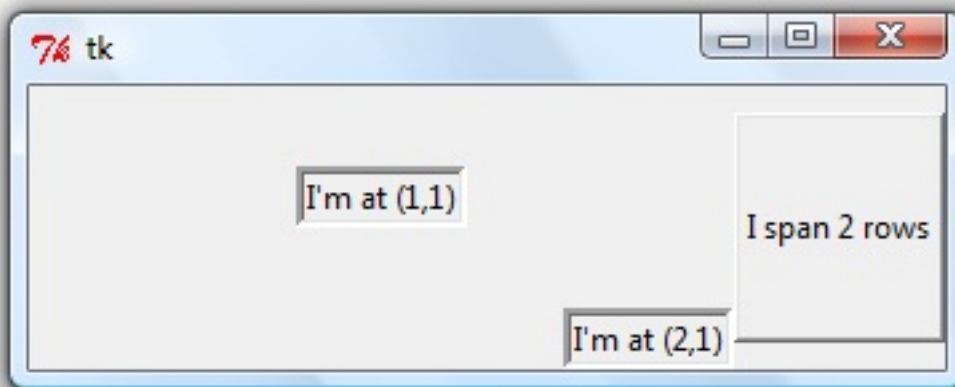 tk
I'm at (1,1)
I span 2 rows
I'm at (2,1)